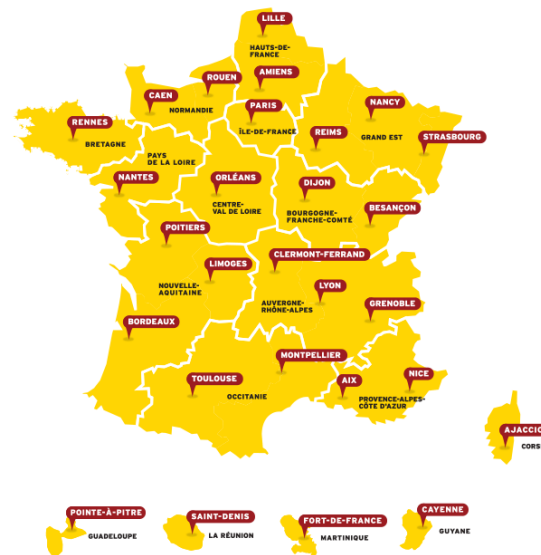 LILLE
HAUTS-DE-
FRANCE
AMIENS
ROUEN
CAEN
NORMANDIE
PARIS
ÎLE-DE-FRANCE
NANCY
REIMS
GRAND EST
STRASBOURG
RENNES
BRETAGNE
PAYS
DE LA LOIRE
NANTES
ORLÉANS
CENTRE-
VAL DE LOIRE
DIJON
BOURGOGNE-
FRANCHE-COMTÉ
BESANÇON
POITIERS
LIMOGES
NOUVELLE-
AQUITAINE
CLERMONT-FERRAND
LYON
AUVERGNE-
RHÔNE-ALPES
GRENOBLE
BORDEAUX
MONTPELLIER
TOULOUSE
OCCITANIE
AIX
NICE
PROVENCE-ALPES-
CÔTE D'AZUR
AJACCIO
CORS
POINTE-À-PITRE
GUADELOUPE
SAINT-DENIS
LA RÉUNION
FORT-DE-FRANCE
MARTINIQUE
CAYENNE
GUYANE